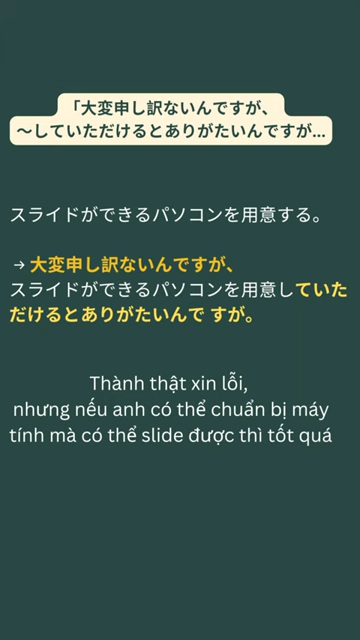 「大変申し訳ないんですが、
〜していただけるとありがたいんですが...
スライドができるパソコンを用意する。
→ 大変申し訳ないんですが、
スライドができるパソコンを用意していた
だけるとありがたいんで すが。
Thành thật xin lỗi,
nhưng nếu anh có thể chuẩn bị máy
tính mà có thể slide được thì tốt quá